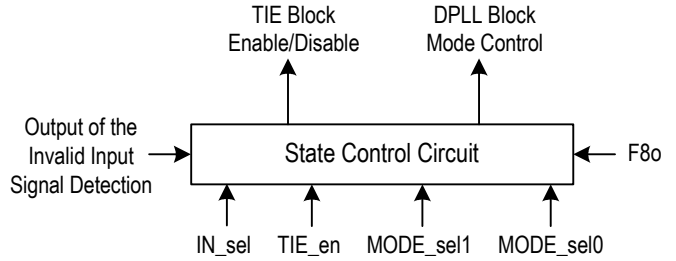 TIE Block
Enable/Disable
DPLL Block
Mode Control
Output of the
Invalid Input
Signal Detection
State Control Circuit
F8o
IN_sel
TIE_en
MODE_sel1
MODE_sel0